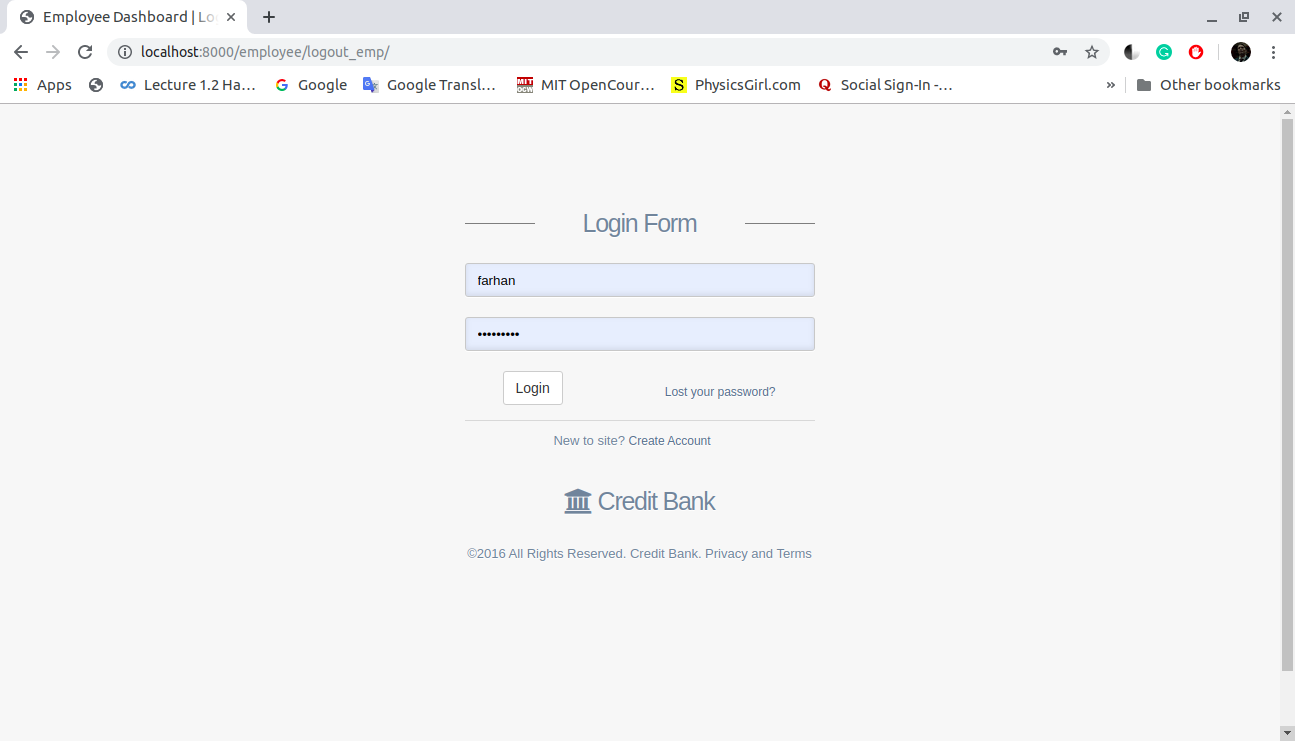 Employee Dashboard | Lo
localhost:8000/employee/logout_emp/
Apps
Lecture 1.2 Ha…
Google
Google Transl…
MIT OpenCour…
PhysicsGirl.com
Social Sign-In -…
»
Other bookmarks
Login Form
farhan
•••••••••
Login
Lost your password?
New to site? Create Account
Credit Bank
©2016 All Rights Reserved. Credit Bank. Privacy and Terms